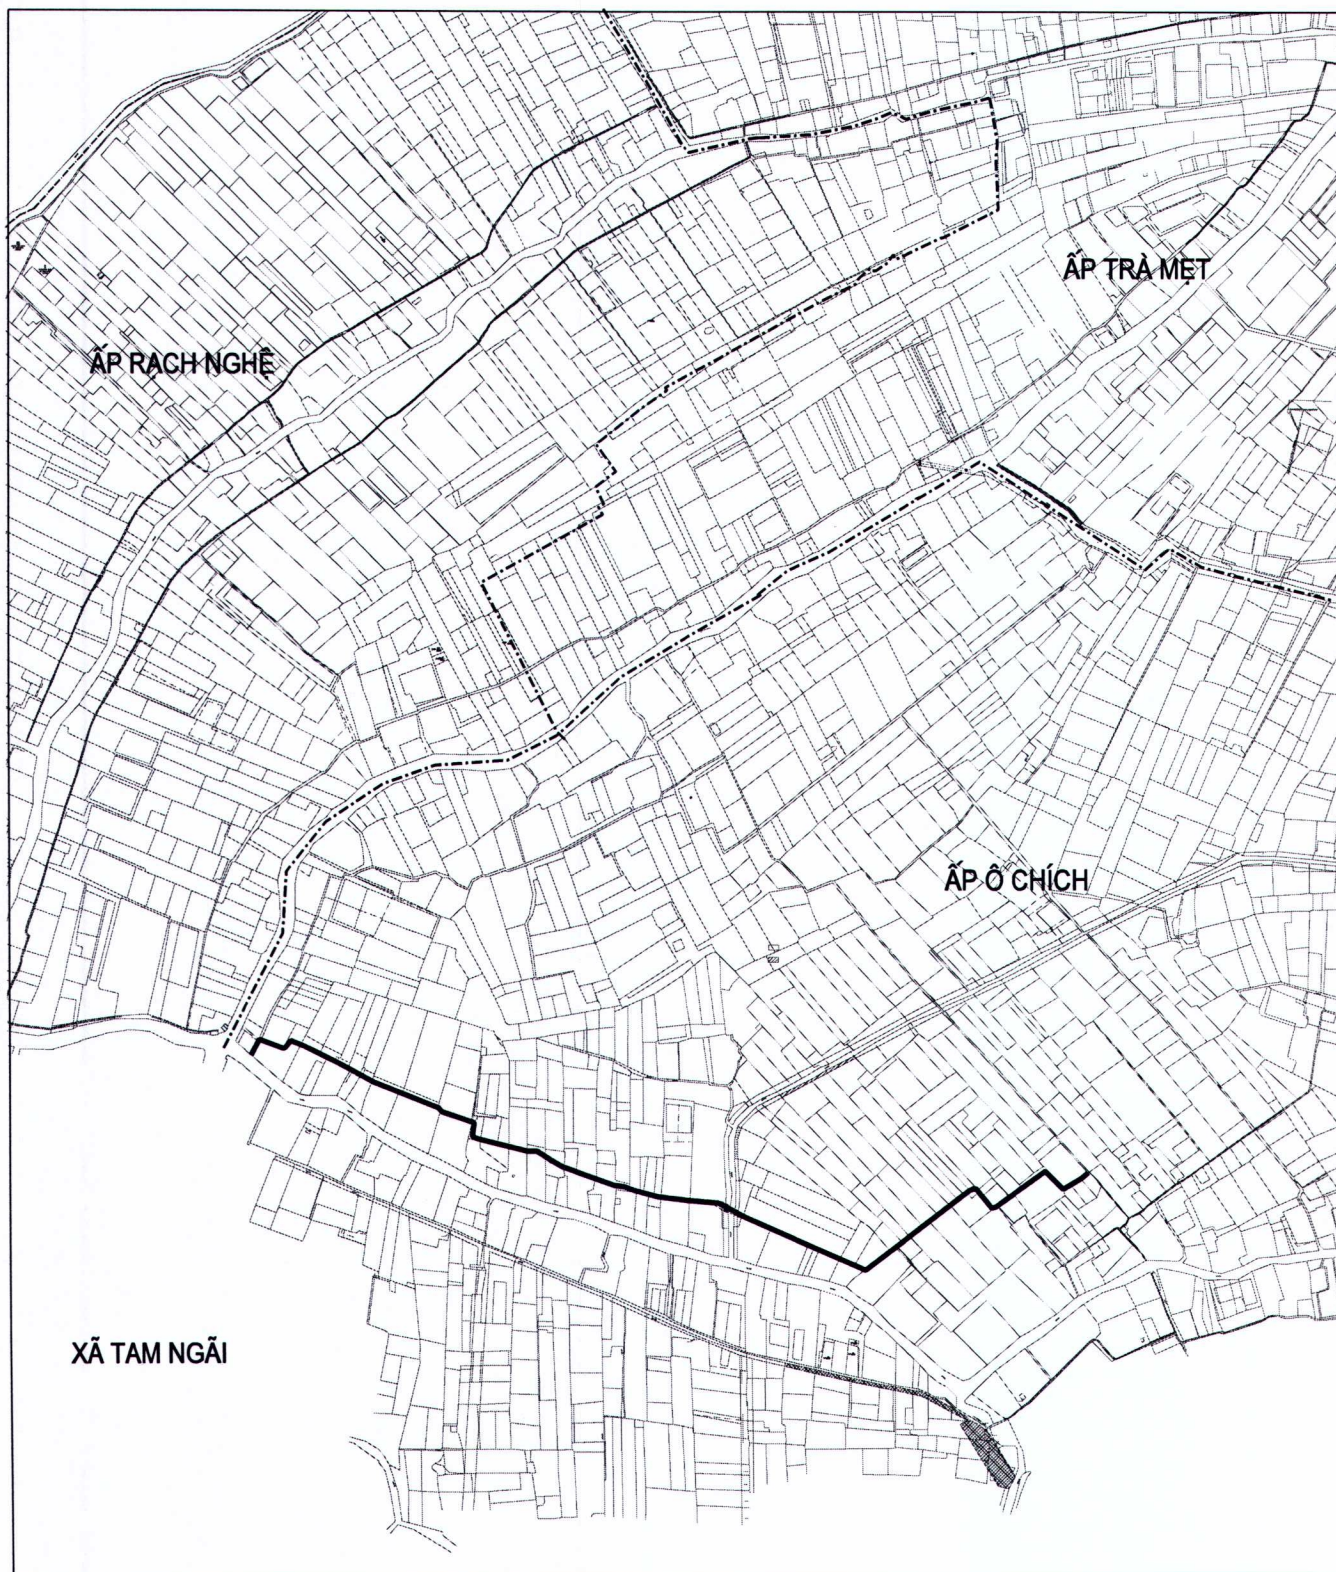 ẤP TRÀ MẸT
ẤP RẠCH NGHỆ
ẤP Ô CHÍCH
XÃ TAM NGÃI